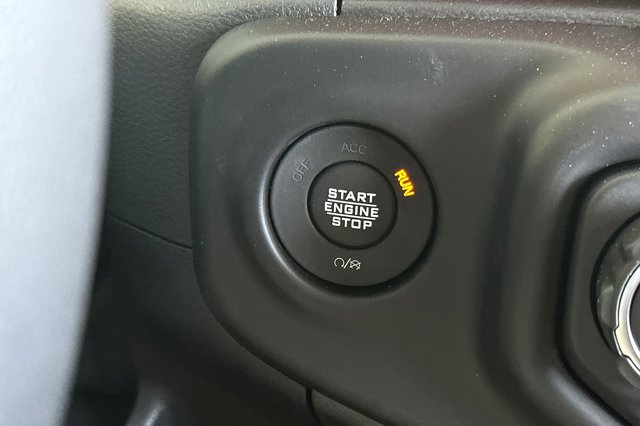 OFF ACC RUN
START
ENGINE
STOP